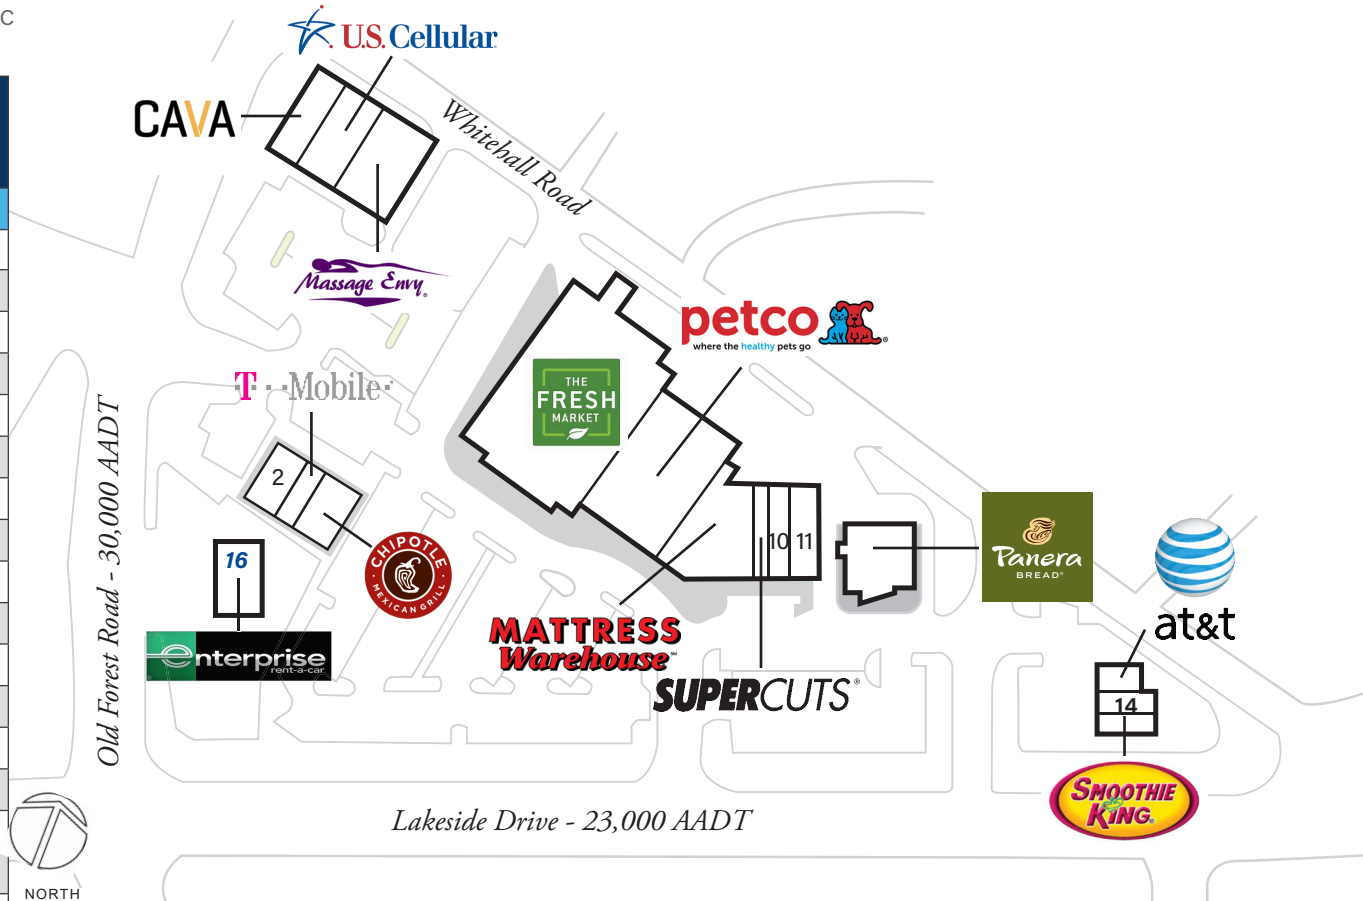 C
U.S. Cellular
CAVA
Whitehall Road
Massage Envy®
petco
where the healthy pets go
®
THE
FRESH
MARKET
T··Mobile·
2
Old Forest Road - 30,000 AADT
CHIPOTLE
MEXICAN GRILL
16
enterprise
rent-a-car
10 11
Panera
BREAD®
at&t
MATTRESS
Warehouse℠
SUPERCUTS®
14
SMOOTHIE
KING®
Lakeside Drive - 23,000 AADT
NORTH